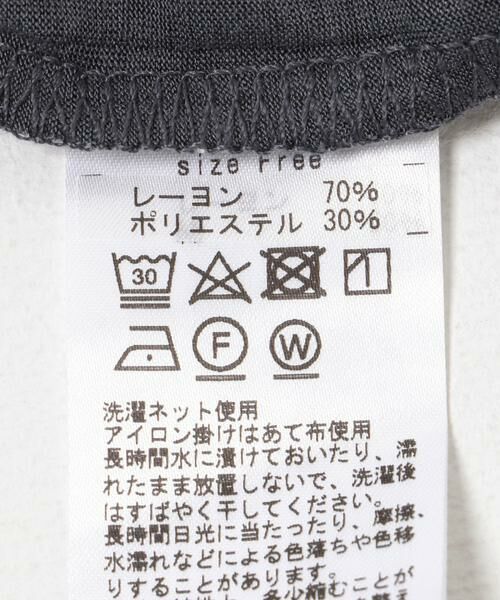 size Free
レーヨン 70%
ポリエステル 30%
30
F W
洗濯ネット使用
アイロン掛けはあて布使用
長時間水に漬けておいたり、濡
れたまま放置しないで、洗濯後
はすばやく干してください。
長時間日光に当たったり、摩擦、
水濡れなどによる色落ちや色移
りすることがあります。